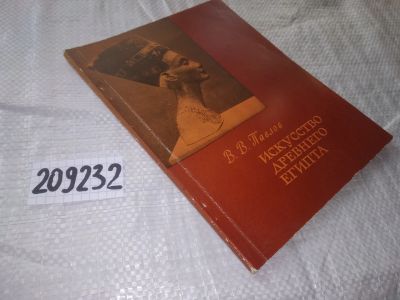 В. В. Павлов
ИСКУССТВО
ДРЕВНЕГО
ЕГИПТА
209232